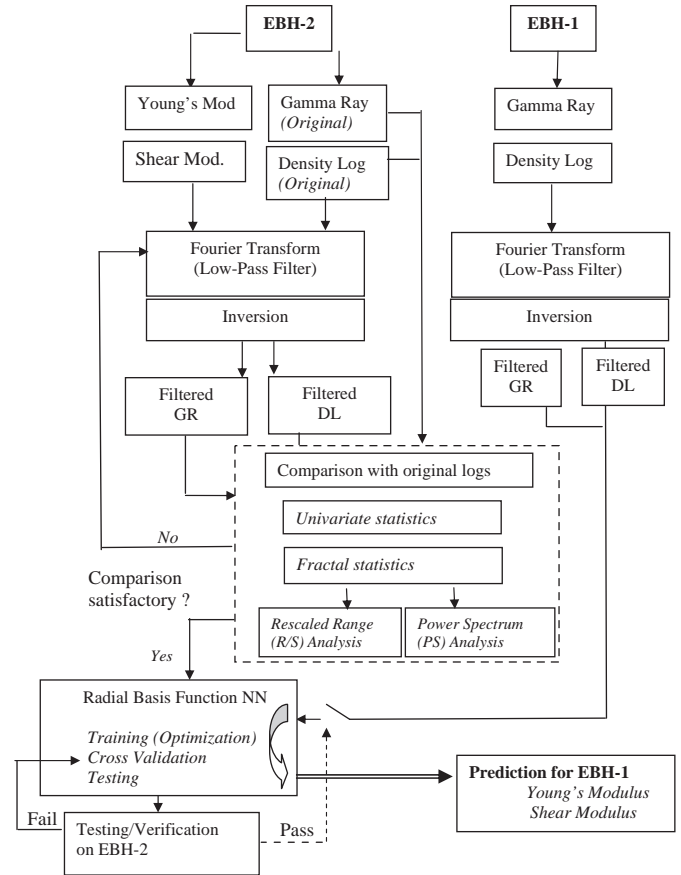 EBH-2
EBH-1
Young's Mod
Gamma Ray
(Original)
Gamma Ray
Shear Mod.
Density Log
(Original)
Density Log
Fourier Transform
(Low-Pass Filter)
Fourier Transform
(Low-Pass Filter)
Inversion
Inversion
Filtered
GR
Filtered
DL
Filtered
GR
Filtered
DL
Comparison with original logs
Univariate statistics
No
Fractal statistics
Comparison
satisfactory ?
Rescaled Range
(R/S) Analysis
Power Spectrum
(PS) Analysis
Yes
Radial Basis Function NN
Training (Optimization)
Cross Validation
Testing
Prediction for EBH-1
Young's Modulus
Shear Modulus
Fail
Testing/Verification
on EBH-2
Pass